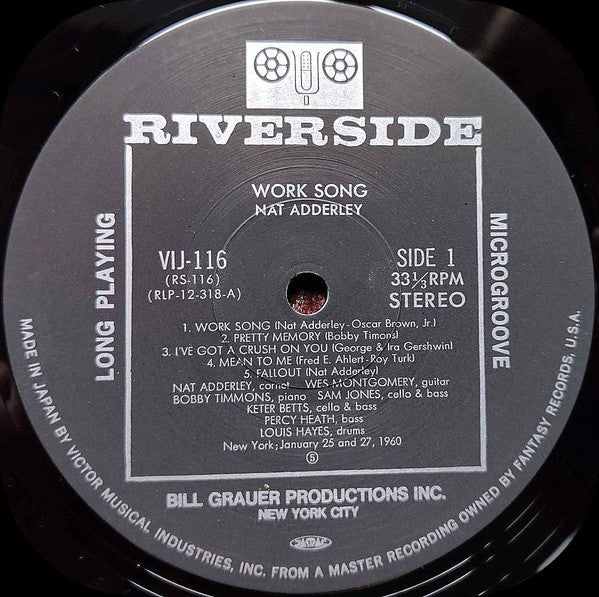 RIVERSIDE
WORK SONG
NAT ADDERLEY
VIJ-116
(RS-116)
(RLP-12-318-A)
SIDE 1
33 1/3 RPM
STEREO
LONG PLAYING
MICROGROOVE
1. WORK SONG (Nat Adderley-Oscar Brown, Jr.)
2. PRETTY MEMORY (Bobby Timons)
3. I'VE GOT A CRUSH ON YOU (George & Ira Gershwin)
4. MEAN TO ME (Fred E. Ahlert-Roy Turk)
5. FALLOUT (Nat Adderley)
NAT ADDERLEY, cornet WES MONTGOMERY, guitar
BOBBY TIMMONS, piano SAM JONES, cello & bass
KETER BETTS, cello & bass
PERCY HEATH, bass
LOUIS HAYES, drums
New York; January 25 and 27, 1960
⑤
BILL GRAUER PRODUCTIONS INC.
NEW YORK CITY
JASRAC
MADE IN JAPAN BY VICTOR MUSICAL INDUSTRIES, INC. FROM A MASTER RECORDING OWNED BY FANTASY RECORDS, U.S.A.